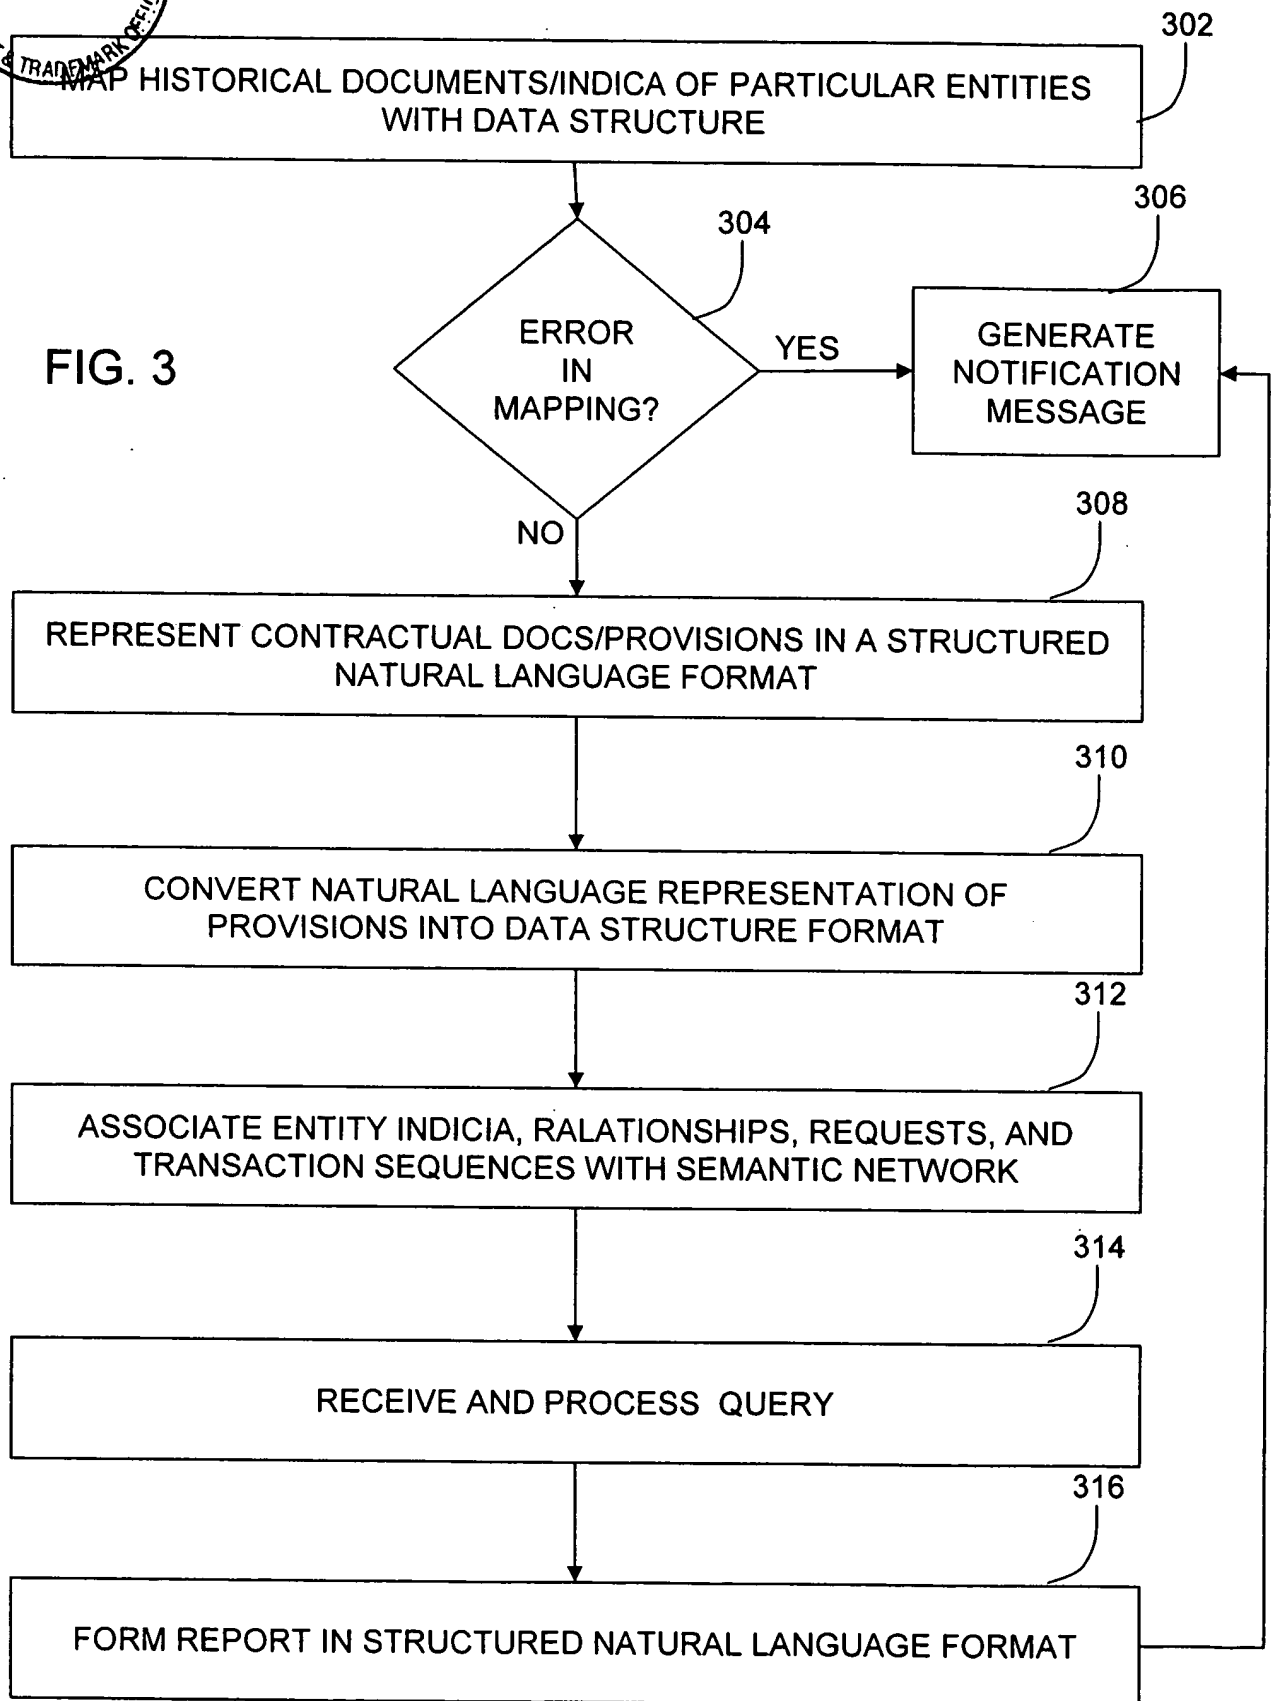 302
& TRADEMARK OFFI
MAP HISTORICAL DOCUMENTS/INDICA OF PARTICULAR ENTITIES
WITH DATA STRUCTURE
306
304
ERROR
IN
MAPPING?
YES
GENERATE
NOTIFICATION
MESSAGE
FIG. 3
NO
308
REPRESENT CONTRACTUAL DOCS/PROVISIONS IN A STRUCTURED
NATURAL LANGUAGE FORMAT
310
CONVERT NATURAL LANGUAGE REPRESENTATION OF
PROVISIONS INTO DATA STRUCTURE FORMAT
312
ASSOCIATE ENTITY INDICIA, RALATIONSHIPS, REQUESTS, AND
TRANSACTION SEQUENCES WITH SEMANTIC NETWORK
314
RECEIVE AND PROCESS QUERY
316
FORM REPORT IN STRUCTURED NATURAL LANGUAGE FORMAT